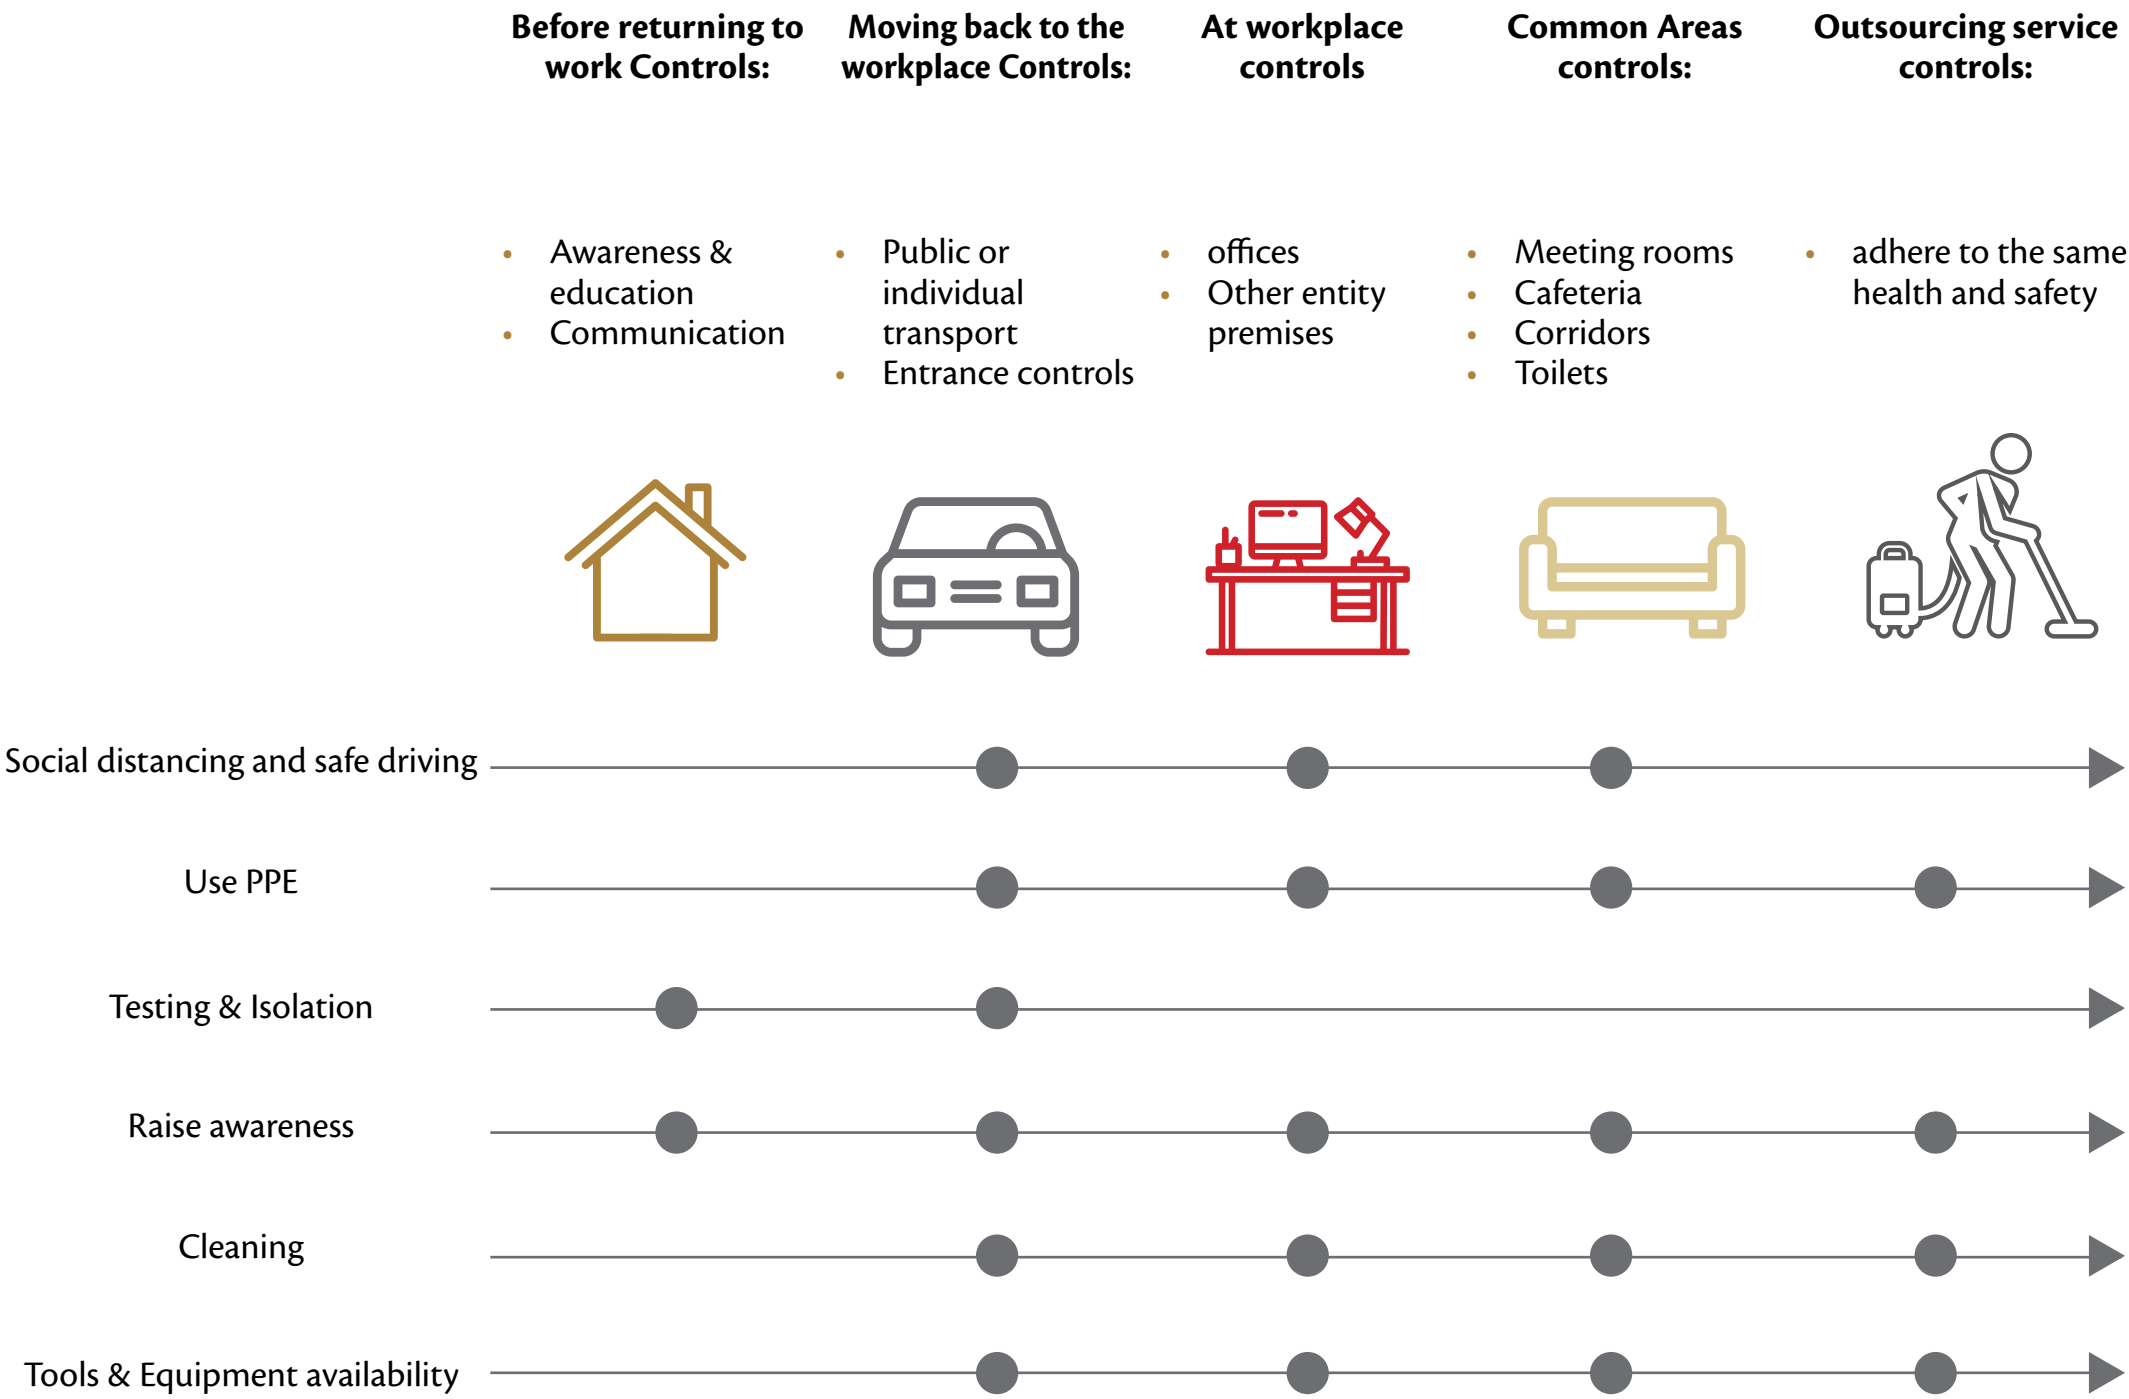 Before returning to
work Controls:
Moving back to the
workplace Controls:
At workplace
controls
Common Areas
controls:
Outsourcing service
controls:
• Awareness &
education
• Communication
• Public or
individual
transport
• Entrance controls
• offices
• Other entity
premises
• Meeting rooms
• Cafeteria
• Corridors
• Toilets
• adhere to the same
health and safety
Social distancing and safe driving
Use PPE
Testing & Isolation
Raise awareness
Cleaning
Tools & Equipment availability